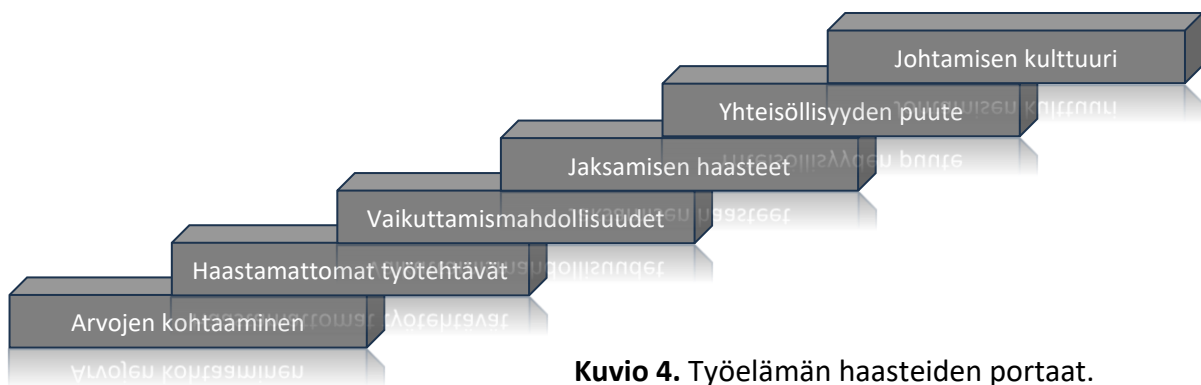 Johtamisen kulttuuri
Yhteisöllisyyden puute
Jaksamisen haasteet
Vaikuttamismahdollisuudet
Haastamattomat työtehtävät
Arvojen kohtaaminen
Kuvio 4. Työelämän haasteiden portaat.